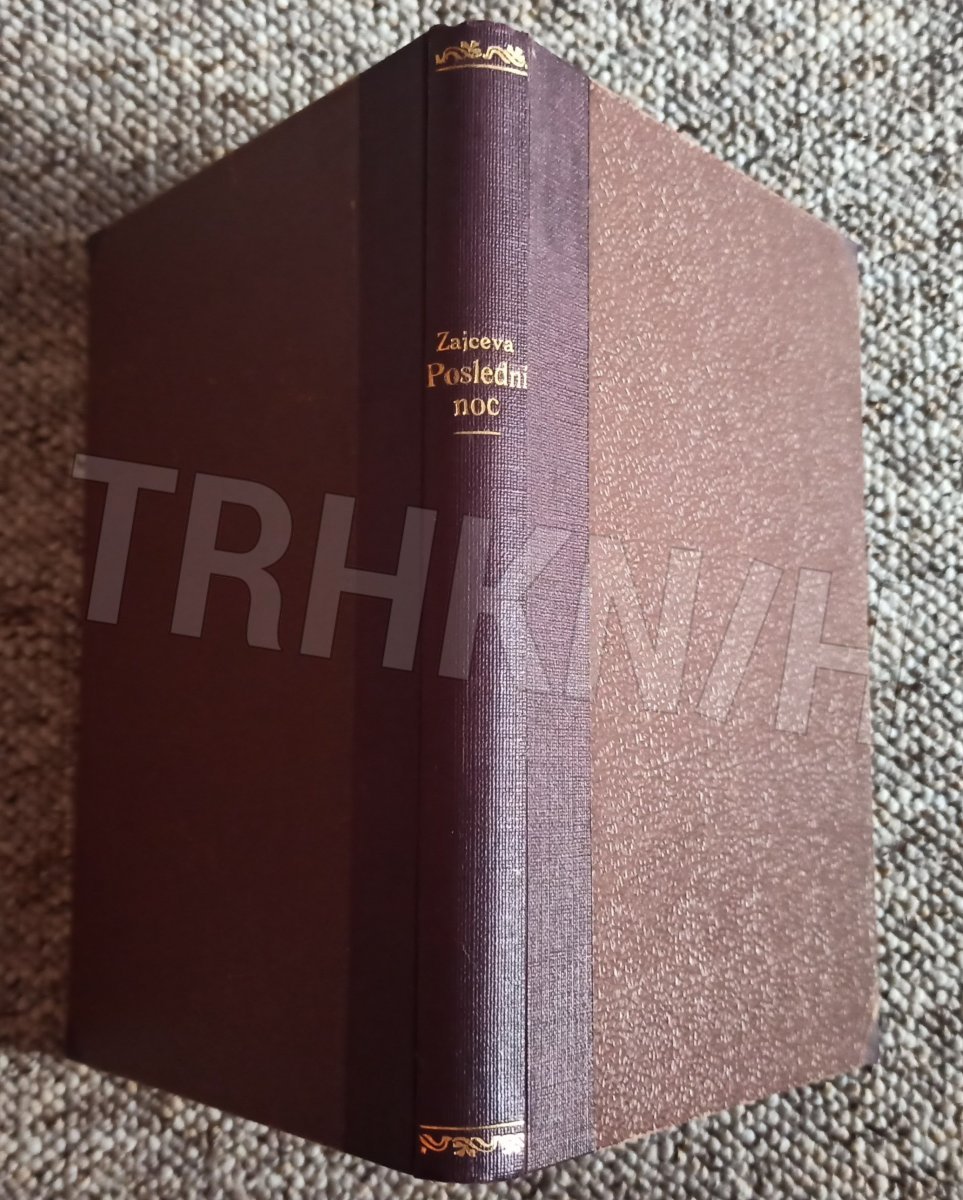 Zajceva
Poslední
noc
TRHKNIH